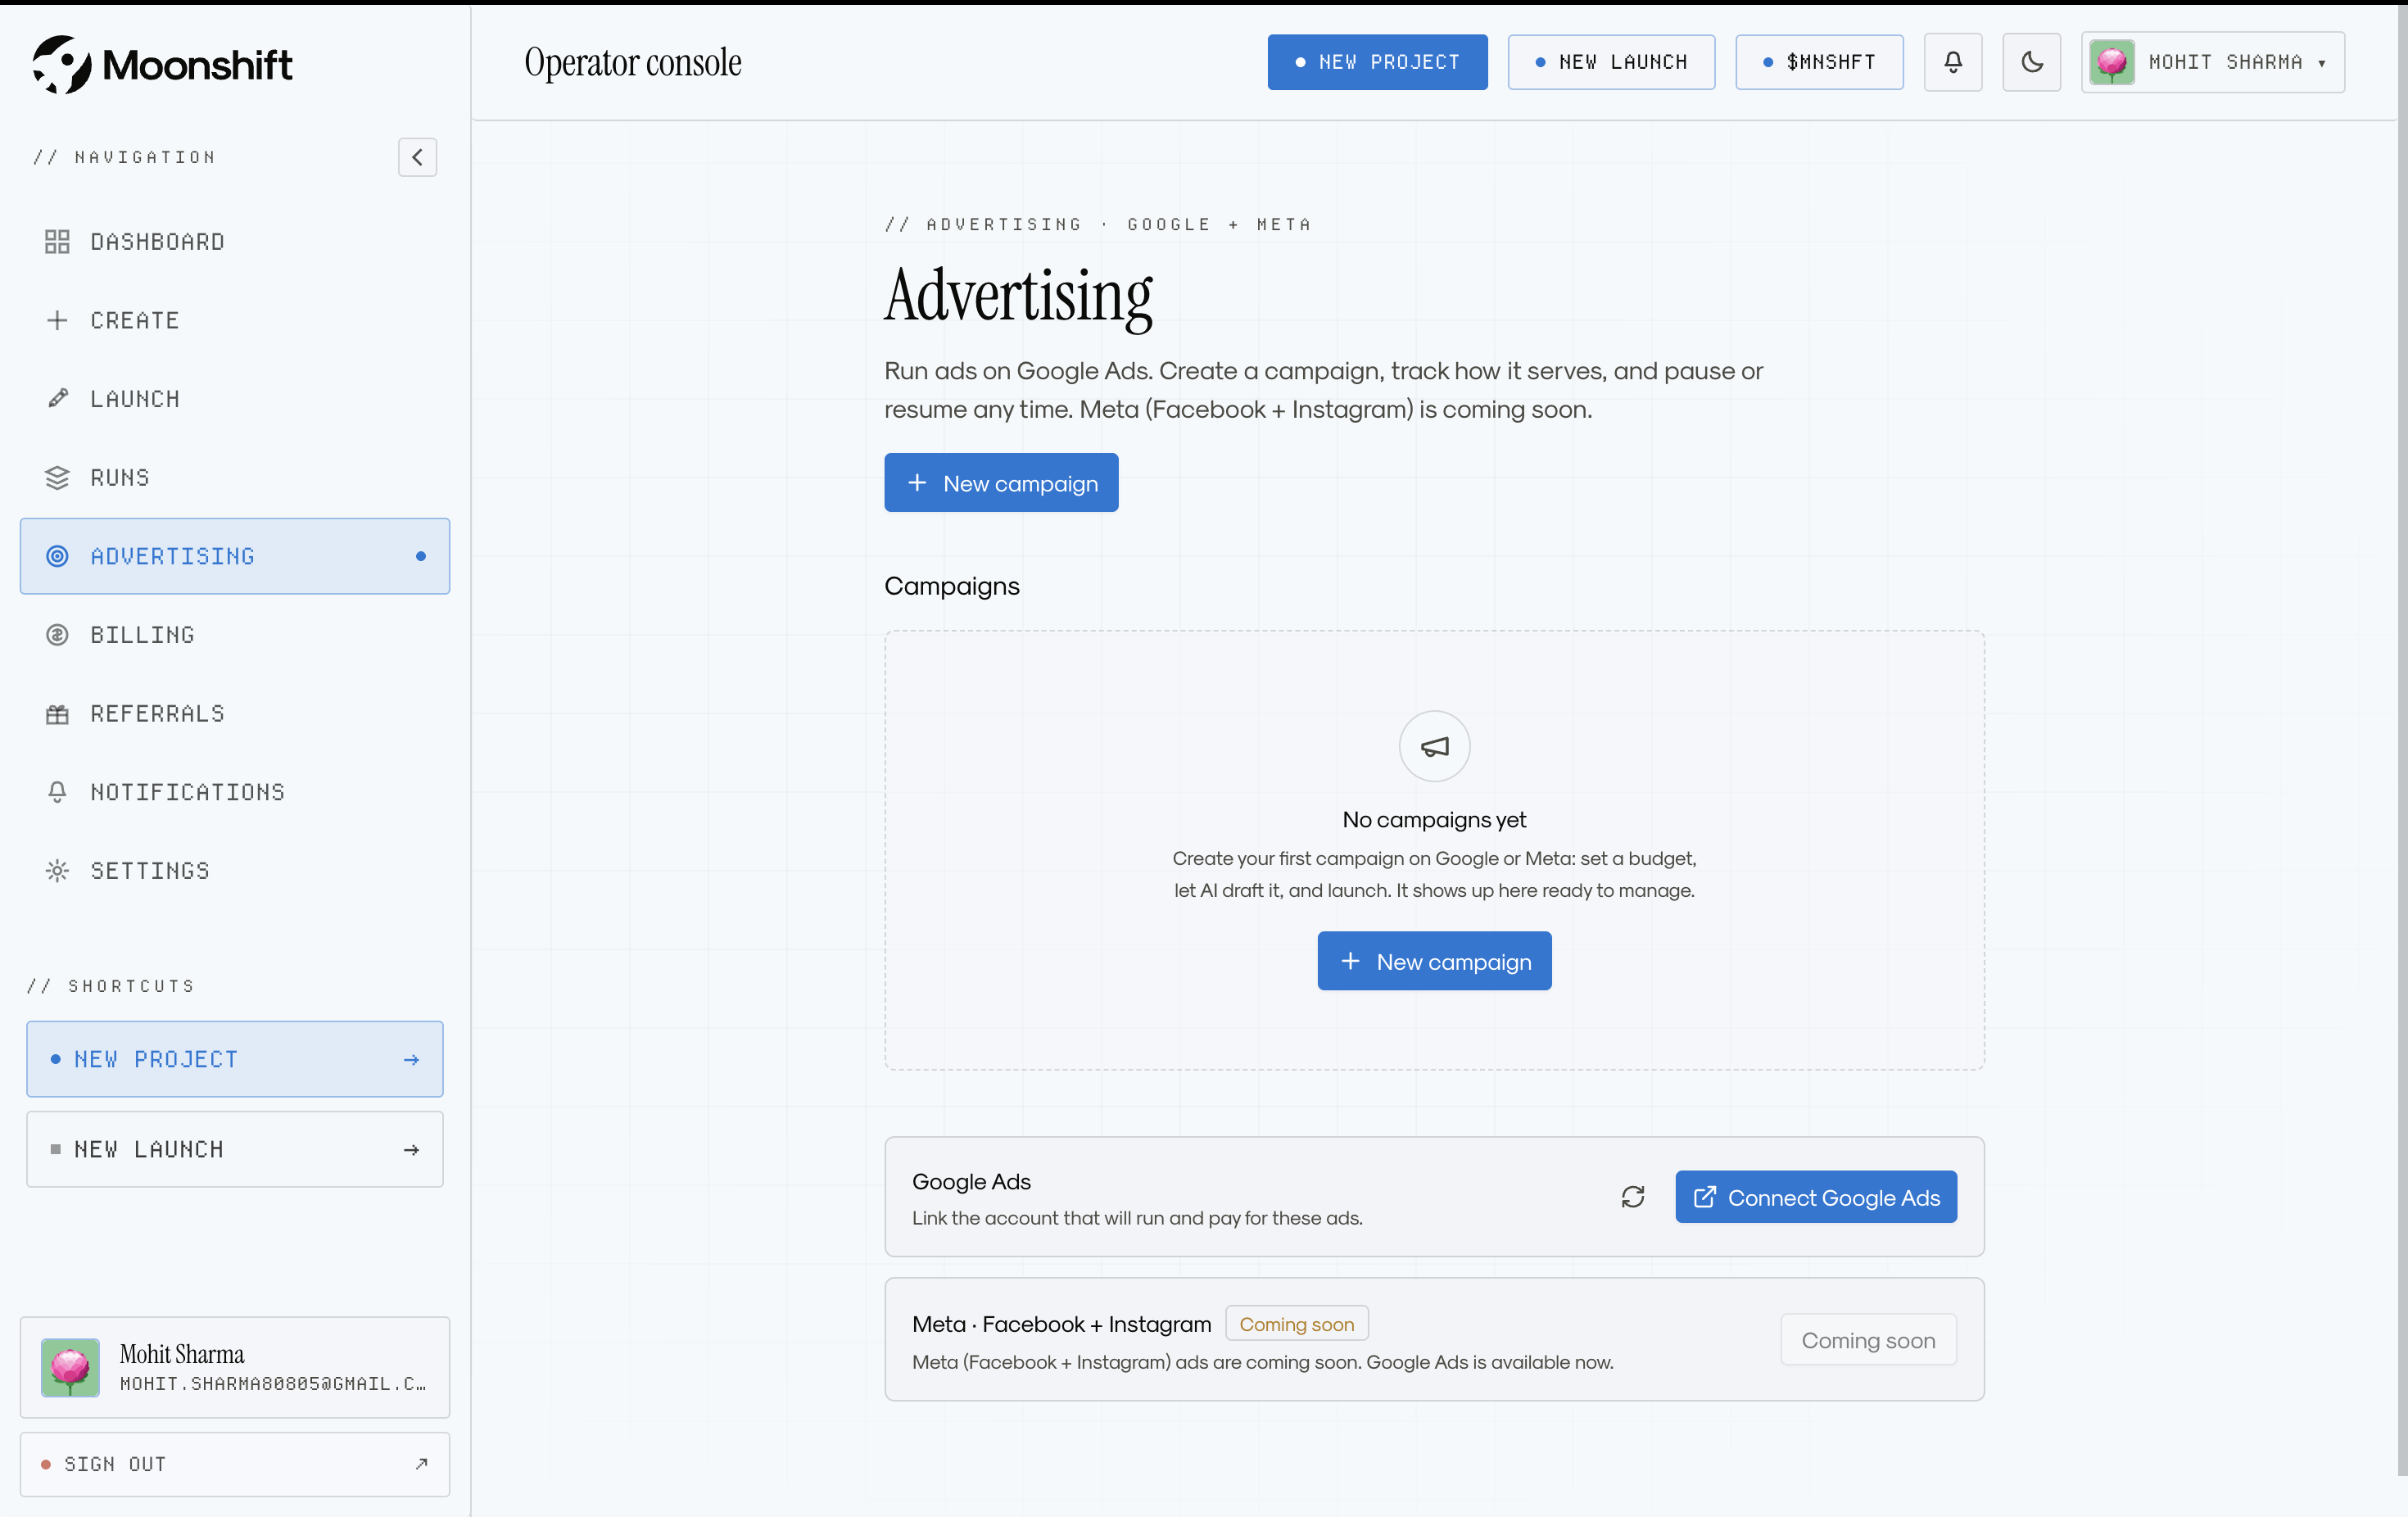 Moonshift
// NAVIGATION
DASHBOARD
CREATE
LAUNCH
RUNS
ADVERTISING
BILLING
REFERRALS
NOTIFICATIONS
SETTINGS
// SHORTCUTS
NEW PROJECT →
NEW LAUNCH →
Mohit Sharma
MOHIT.SHARMA80805@GMAIL.C…
SIGN OUT ↗
Operator console
NEW PROJECT
NEW LAUNCH
$MNSHFT
MOHIT SHARMA ▾
// ADVERTISING · GOOGLE + META
Advertising
Run ads on Google Ads. Create a campaign, track how it serves, and pause or
resume any time. Meta (Facebook + Instagram) is coming soon.
+ New campaign
Campaigns
No campaigns yet
Create your first campaign on Google or Meta: set a budget,
let AI draft it, and launch. It shows up here ready to manage.
+ New campaign
Google Ads
Link the account that will run and pay for these ads.
Connect Google Ads
Meta · Facebook + Instagram Coming soon
Meta (Facebook + Instagram) ads are coming soon. Google Ads is available now.
Coming soon